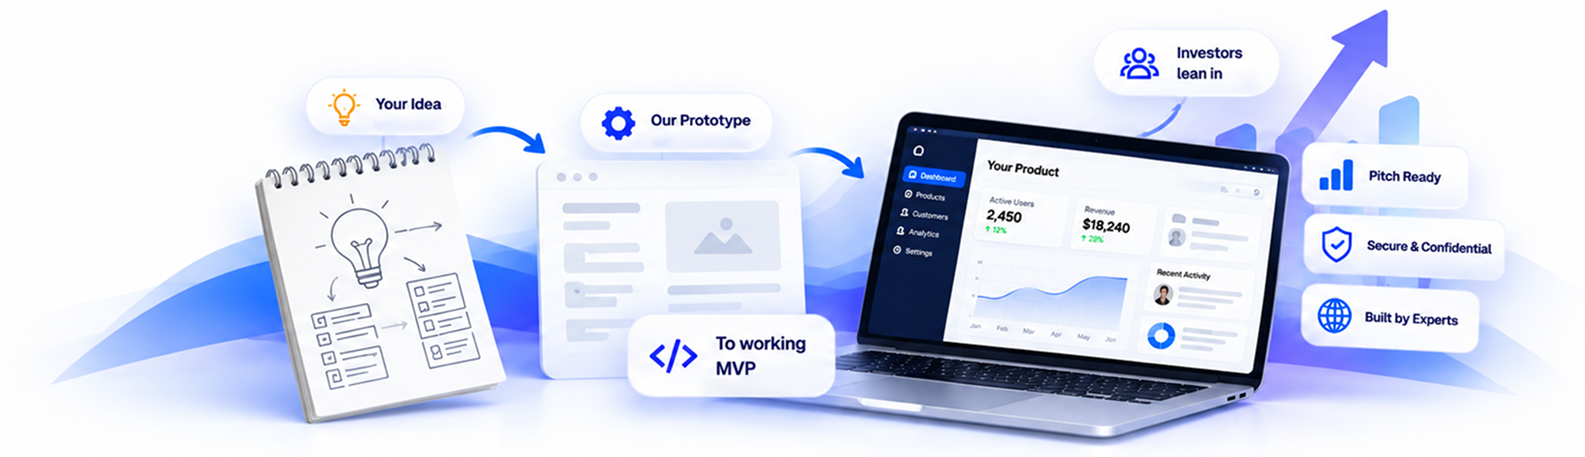 Your Idea
Our Prototype
To working
MVP
Investors
lean in
Your Product
Dashboard
Products
Customers
Analytics
Settings
Active Users
2,450
↑ 12%
Revenue
$18,240
↑ 28%
Jan Feb Mar Apr May Jun
Recent Activity
Pitch Ready
Secure & Confidential
Built by Experts